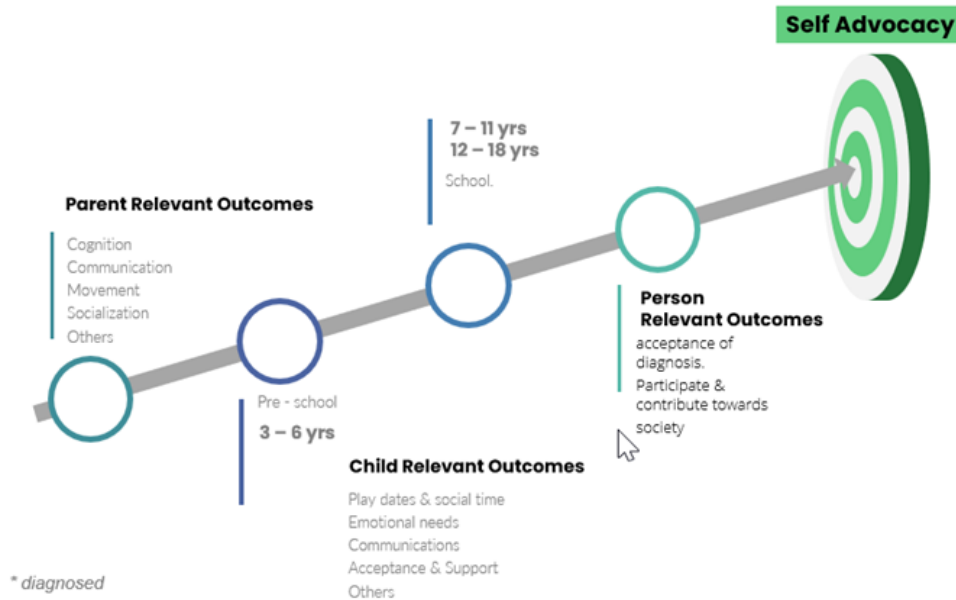 Self Advocacy
7 – 11 yrs
12 – 18 yrs
School.
Parent Relevant Outcomes
Cognition
Communication
Movement
Socialization
Others
Person
Relevant Outcomes
acceptance of
diagnosis.
Participate &
contribute towards
society
Pre - school
3 – 6 yrs
Child Relevant Outcomes
Play dates & social time
Emotional needs
Communications
Acceptance & Support
Others
* diagnosed